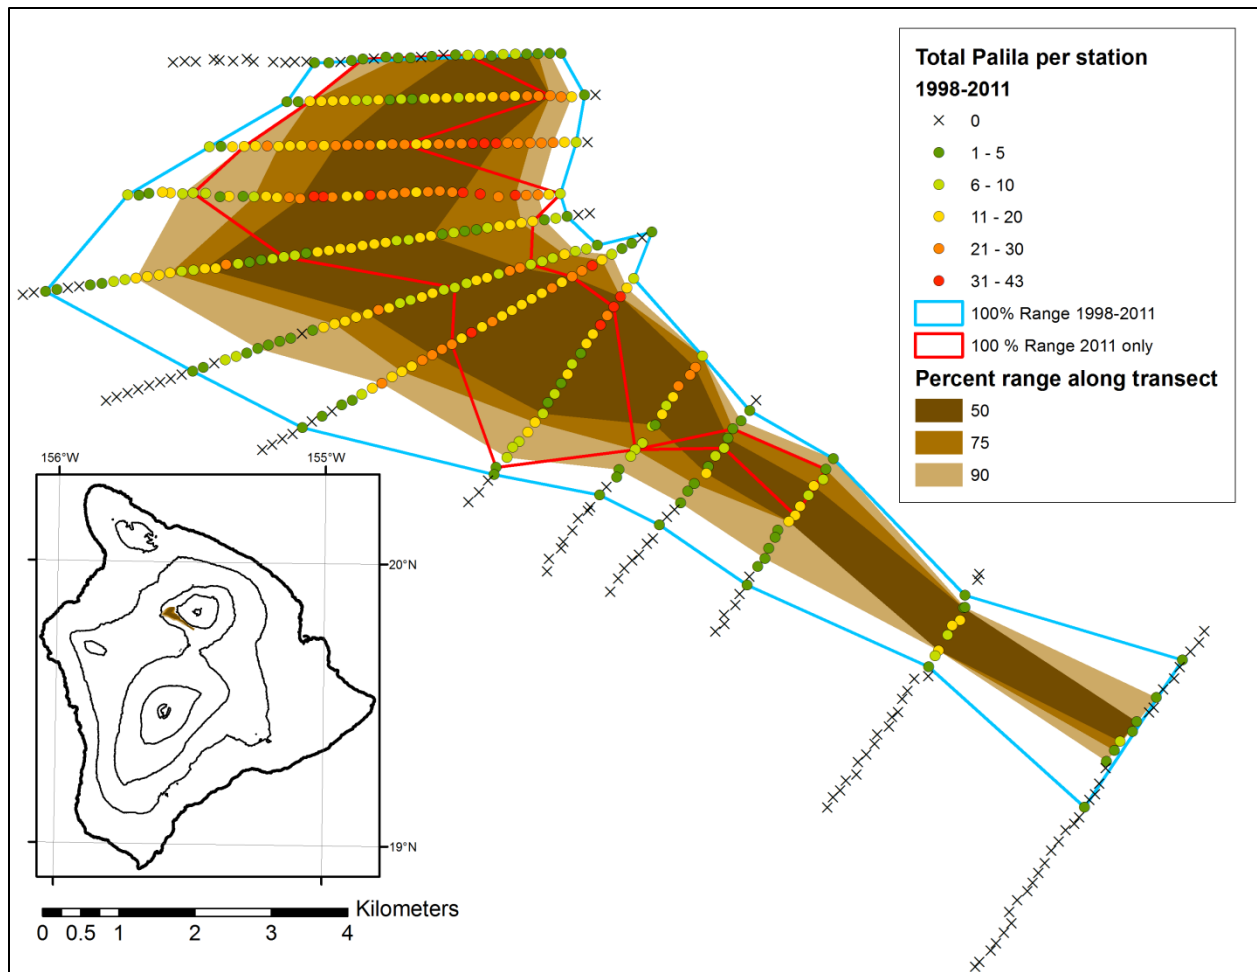 Total Palila per station
1998-2011
0
1 - 5
6 - 10
11 - 20
21 - 30
31 - 43
100% Range 1998-2011
100 % Range 2011 only
Percent range along transect
50
75
90
156°W 155°W
20°N
19°N
Kilometers
0 0.5 1 2 3 4